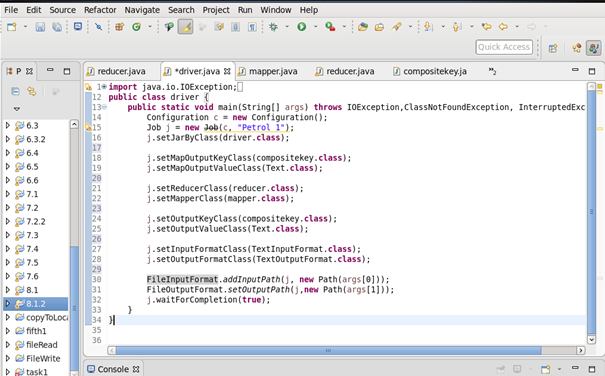 File Edit Source Refactor Navigate Search Project Run Window Help
Quick Access
P
reducer.java *driver.java mapper.java reducer.java compositekey.ja »2
1 import java.io.IOException;
12 public class driver {
13 public static void main(String[] args) throws IOException,ClassNotFoundException, InterruptedExc
14 Configuration c = new Configuration();
15 Job j = new Job(c, "Petrol 1");
16 j.setJarByClass(driver.class);
17
18 j.setMapOutputKeyClass(compositekey.class);
19 j.setMapOutputValueClass(Text.class);
20
21 j.setReducerClass(reducer.class);
22 j.setMapperClass(mapper.class);
23
24 j.setOutputKeyClass(compositekey.class);
25 j.setOutputValueClass(Text.class);
26
27 j.setInputFormatClass(TextInputFormat.class);
28 j.setOutputFormatClass(TextOutputFormat.class);
29
30 FileInputFormat.addInputPath(j, new Path(args[0]));
31 FileOutputFormat.setOutputPath(j,new Path(args[1]));
32 j.waitForCompletion(true);
33 }
34 }
35
36
6.3
6.3.2
6.4
6.5
6.6
7.1
7.2
7.2.2
7.3
7.4
7.5
7.6
8.1
8.1.2
copyToLoca
fifth1
fileRead
FileWrite
task1
Console